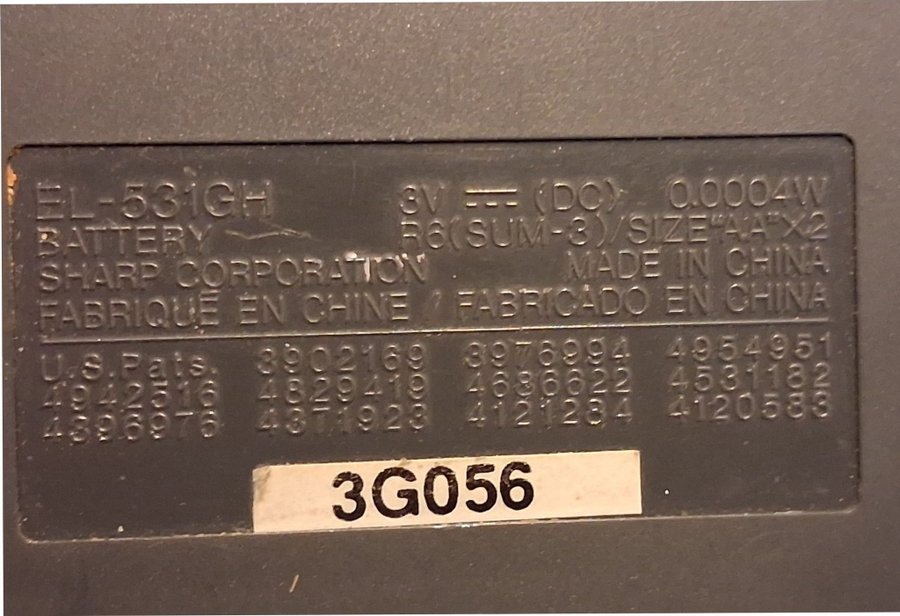 EL-531GH 3V ⎓ (DC) 0.0004W
BATTERY R6(SUM-3)/SIZE"AA"X2
SHARP CORPORATION MADE IN CHINA
FABRIQUÉ EN CHINE / FABRICADO EN CHINA
U.S.Pats. 3902169 3976994 4954951
4942516 4829419 4686622 4531182
4396976 4371923 4121284 4120583
3G056